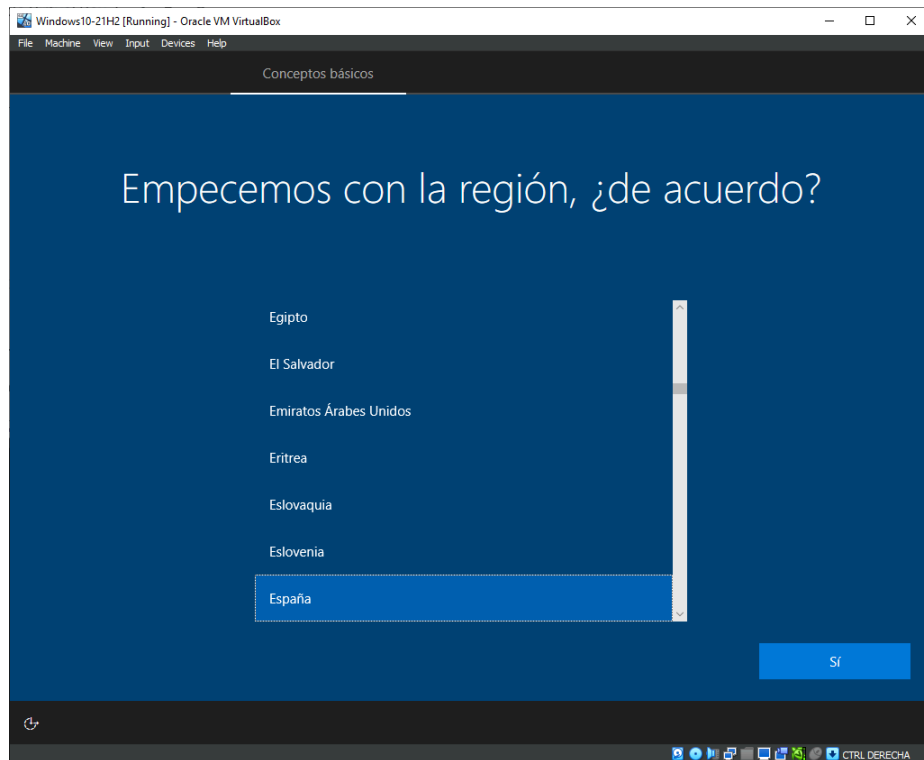 Windows10-21H2 [Running] - Oracle VM VirtualBox
File Machine View Input Devices Help
Conceptos básicos
Empecemos con la región, ¿de acuerdo?
Egipto
El Salvador
Emiratos Árabes Unidos
Eritrea
Eslovaquia
Eslovenia
España
Sí
CTRL DERECHA